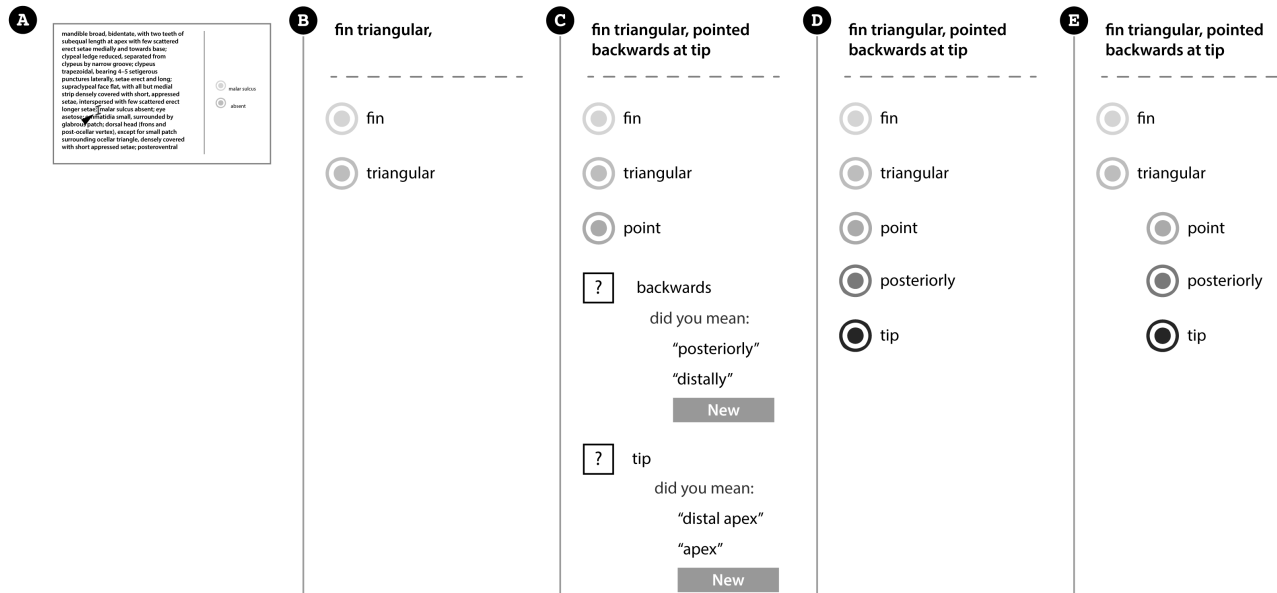 A
mandible broad, bidentate, with two teeth of
subequal length at apex with few scattered
erect setae medially and towards base;
clypeal ledge reduced, separated from
clypeus by narrow groove; clypeus
trapezoidal, bearing 4–5 setigerous
punctures laterally, setae erect and long;
supraclypeal face flat, with all but medial
strip densely covered with short, appressed
setae, interspersed with few scattered erect
longer setae; malar sulcus absent; eye
asetose; small, surrounded by
glabrous patch; dorsal head (frons and
post-ocellar vertex), except for small patch
surrounding ocellar triangle, densely covered
with short appressed setae; posteroventral
malar sulcus
absent
B
fin triangular,
fin
triangular
C
fin triangular, pointed
backwards at tip
fin
triangular
point
? backwards
did you mean:
“posteriorly”
“distally”
New
? tip
did you mean:
“distal apex”
“apex”
New
D
fin triangular, pointed
backwards at tip
fin
triangular
point
posteriorly
tip
E
fin triangular, pointed
backwards at tip
fin
triangular
point
posteriorly
tip